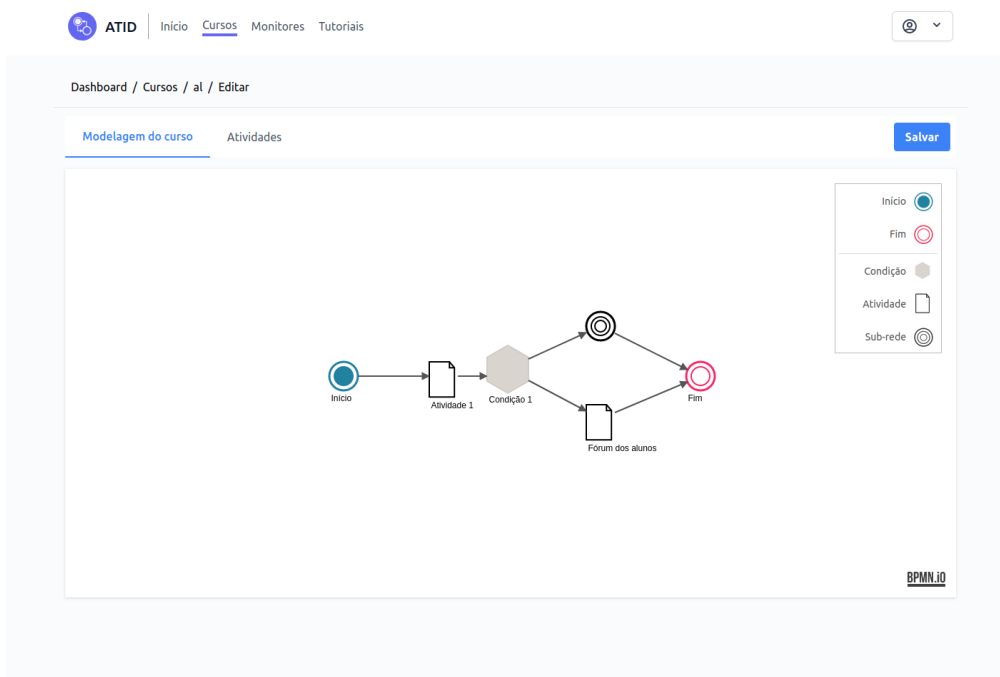 ATID Início Cursos Monitores Tutoriais
Dashboard / Cursos / al / Editar
Modelagem do curso Atividades Salvar
Início
Fim
Condição
Atividade
Sub-rede
Início
Atividade 1
Condição 1
Fim
Fórum dos alunos
BPMN.iO